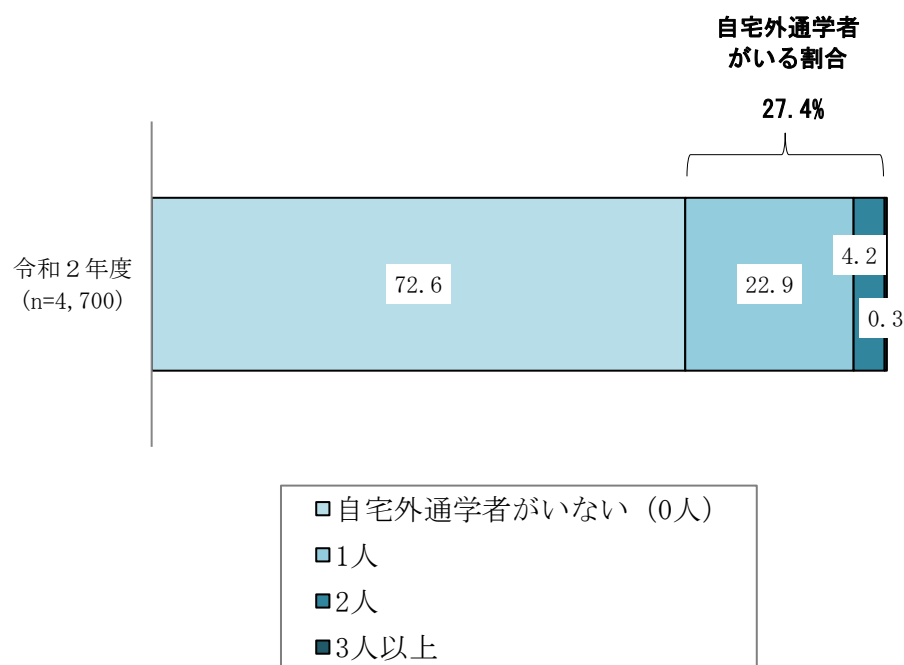 自宅外通学者
がいる割合
27.4%
令和２年度
(n=4,700)
72.6
22.9
4.2
0.3
自宅外通学者がいない（0人）
1人
2人
3人以上